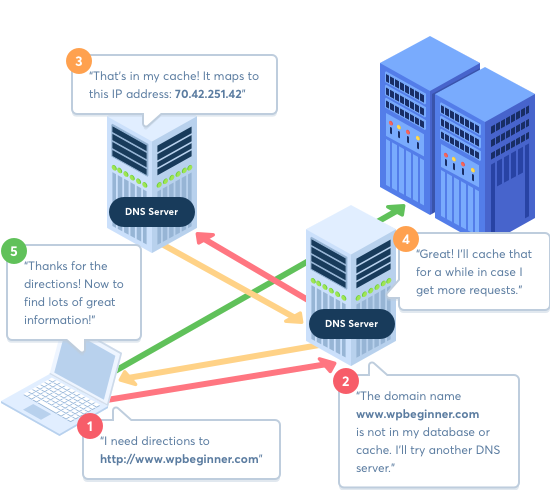 3
"That's in my cache! It maps to
this IP address: 70.42.251.42"
DNS Server
5
"Thanks for the
directions! Now to
find lots of great
information!"
4
"Great! I'll cache that
for a while in case I
get more requests."
DNS Server
2
"The domain name
www.wpbeginner.com
is not in my database or
cache. I'll try another DNS
server."
1
"I need directions to
http://www.wpbeginner.com"